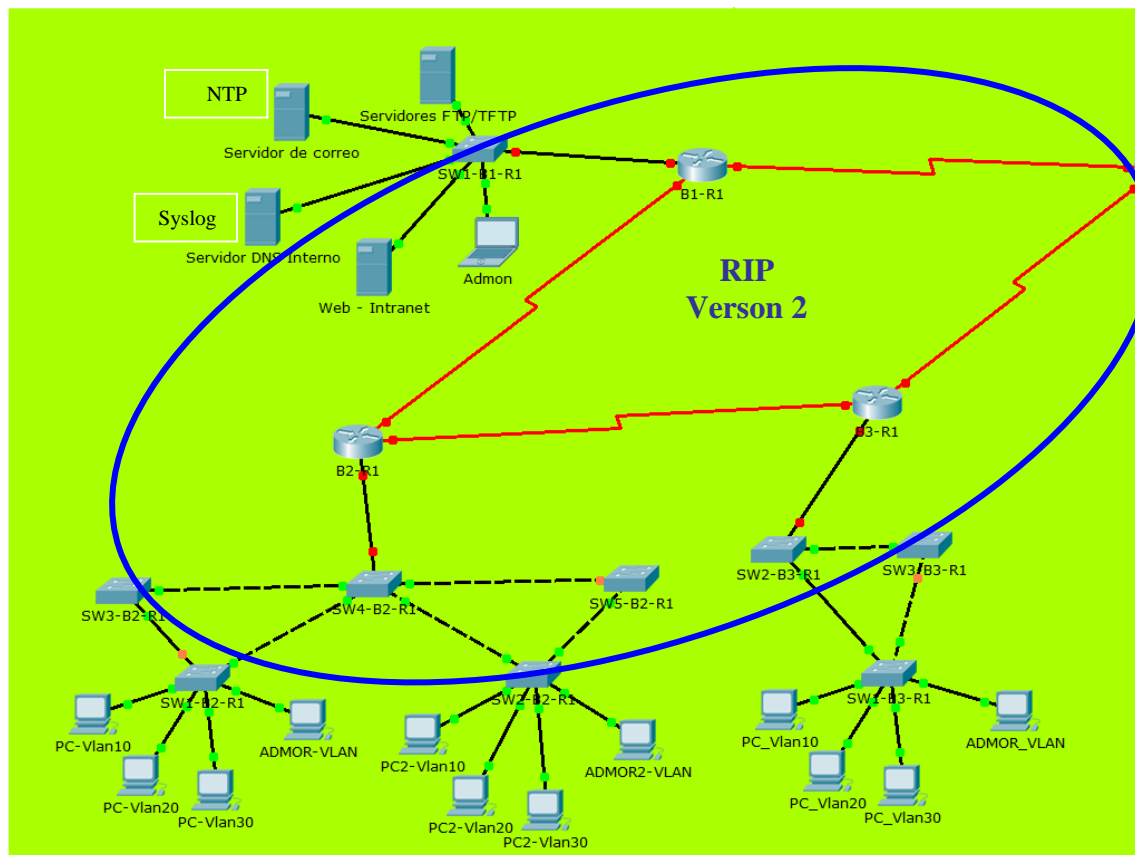 NTP
Servidores FTP/TFTP
Servidor de correo
SW1-B1-R1
B1-R1
Syslog
Servidor DNS Interno
Admon
Web - Intranet
RIP
Verson 2
B3-R1
B2-R1
SW2-B3-R1
SW3-B3-R1
SW3-B2-R1
SW4-B2-R1
SW5-B2-R1
SW1-B2-R1
SW2-B2-R1
SW1-B3-R1
PC-Vlan10
ADMOR-VLAN
PC2-Vlan10
ADMOR2-VLAN
PC_Vlan10
ADMOR_VLAN
PC-Vlan20
PC-Vlan30
PC2-Vlan20
PC2-Vlan30
PC_Vlan20
PC_Vlan30